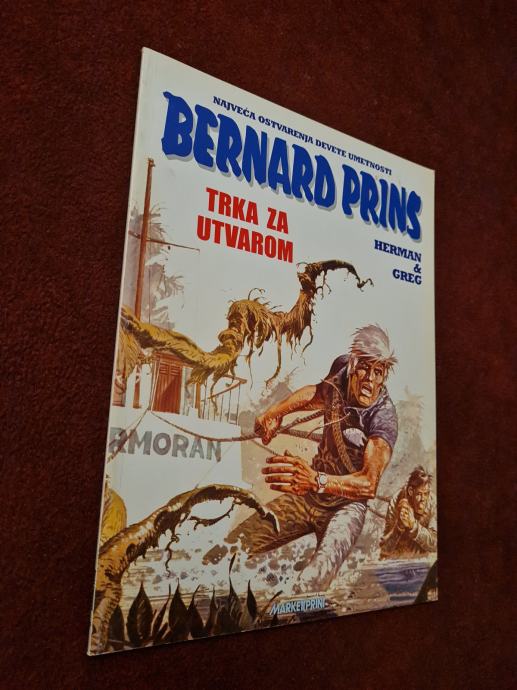 NAJVEĆA OSTVARENJA DEVETE UMETNOSTI
BERNARD PRINS
TRKA ZA
UTVAROM
HERMAN
&
GREG
RMORAN
MARKETPRINT